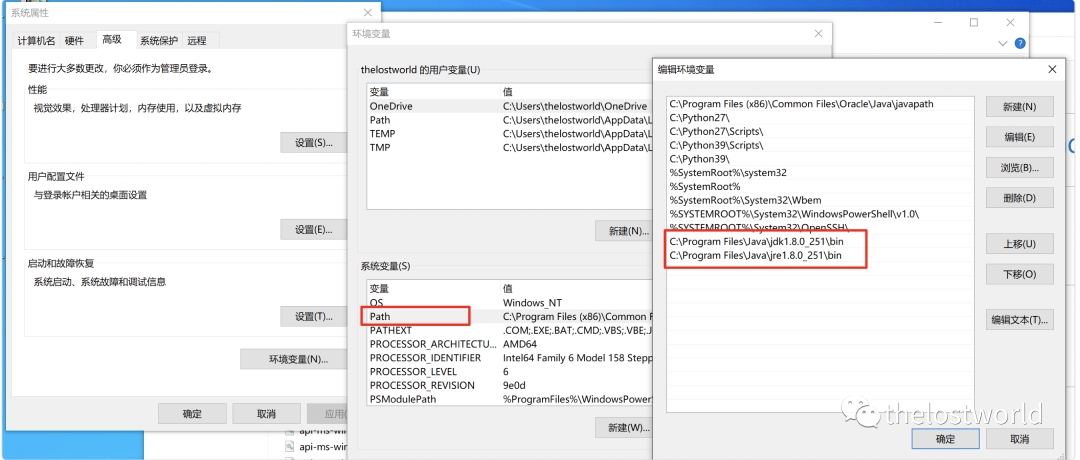 系统属性
计算机名 硬件 高级 系统保护 远程
要进行大多数更改，你必须作为管理员登录。
性能
视觉效果，处理器计划，内存使用，以及虚拟内存
设置(S)...
用户配置文件
与登录帐户相关的桌面设置
设置(E)...
启动和故障恢复
系统启动、系统故障和调试信息
设置(T)...
环境变量(N)...
确定 取消 应用(
api-ms-wir
api-ms-win
环境变量
thelostworld 的用户变量(U)
变量 值
OneDrive C:\Users\thelostworld\OneDrive
Path C:\Users\thelostworld\AppData\L
TEMP C:\Users\thelostworld\AppData\L
TMP C:\Users\thelostworld\AppData\L
新建(N)...
系统变量(S)
变量 值
OS Windows_NT
Path C:\Program Files (x86)\Common F
PATHEXT .COM;.EXE;.BAT;.CMD;.VBS;.VBE;.J
PROCESSOR_ARCHITECTU... AMD64
PROCESSOR_IDENTIFIER Intel64 Family 6 Model 158 Stepp
PROCESSOR_LEVEL 6
PROCESSOR_REVISION 9e0d
PSModulePath %ProgramFiles%\WindowsPowerS
新建(W)...
编辑环境变量
C:\Program Files (x86)\Common Files\Oracle\Java\javapath
C:\Python27\
C:\Python27\Scripts\
C:\Python39\Scripts\
C:\Python39\
%SystemRoot%\system32
%SystemRoot%
%SystemRoot%\System32\Wbem
%SYSTEMROOT%\System32\WindowsPowerShell\v1.0\
%SYSTEMROOT%\System32\OpenSSH\
C:\Program Files\Java\jdk1.8.0_251\bin
C:\Program Files\Java\jre1.8.0_251\bin
新建(N)
编辑(E)
浏览(B)...
删除(D)
上移(U)
下移(O)
编辑文本(T)...
thelostworld
确定 取消